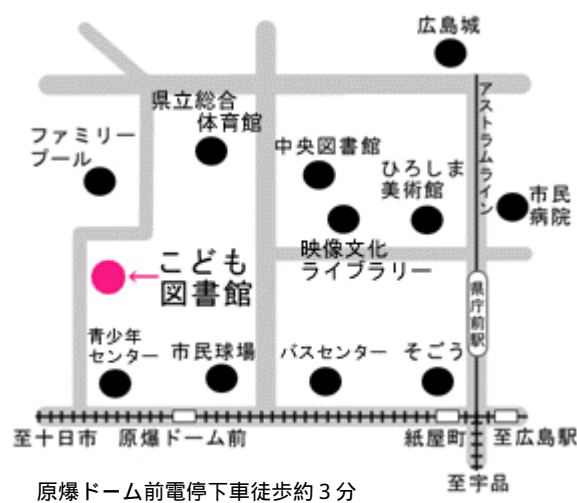 広島城
県立総合
体育館
アストラムライン
ファミリー
プール
中央図書館
ひろしま
美術館
市民
病院
映像文化
ライブラリー
←こども
図書館
県庁前駅
青少年
センター
市民球場
バスセンター
そごう
至十日市
原爆ドーム前
紙屋町
至広島駅
至宇品
原爆ドーム前電停下車徒歩約3分